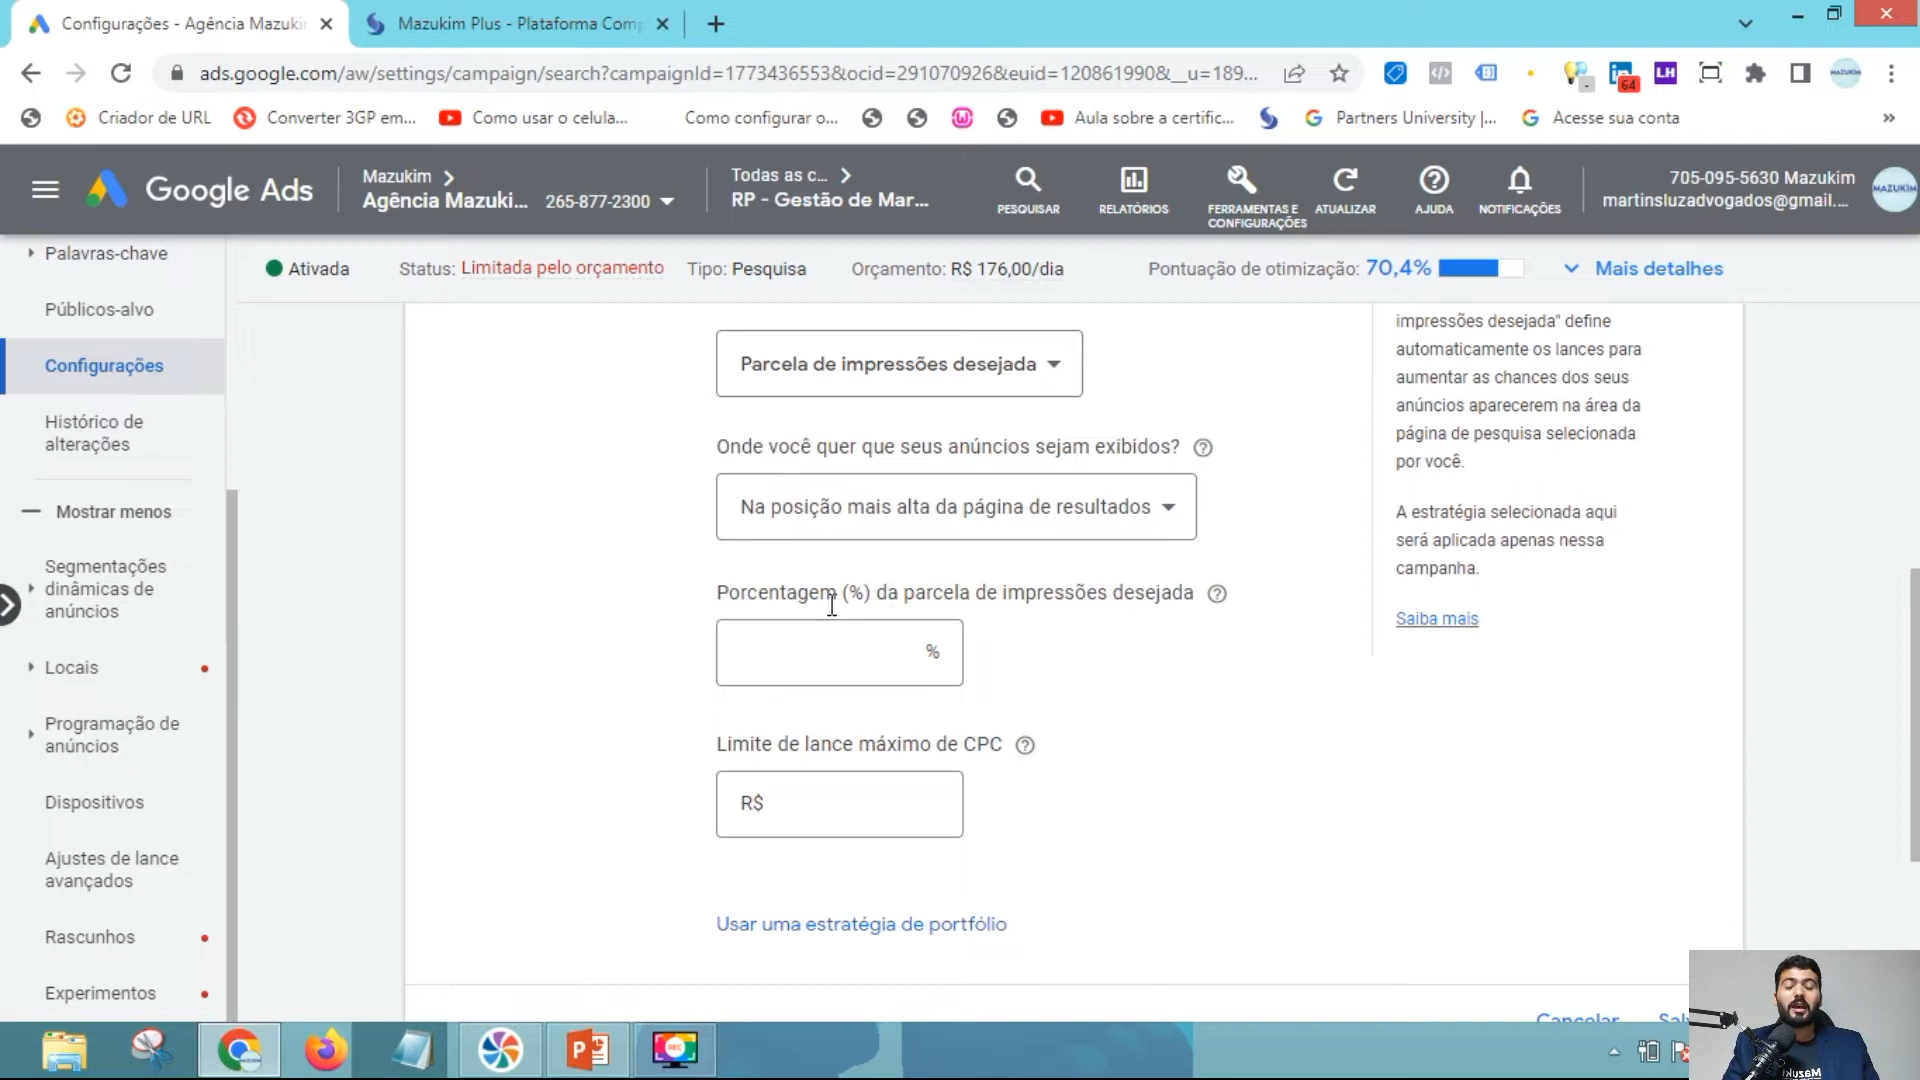 Configurações - Agência Mazukim
Mazukim Plus - Plataforma Com
ads.google.com/aw/settings/campaign/search?campaignId=1773436553&ocid=291070926&euid=120861990&__u=189...
64
LH
MAZUKIM
Criador de URL
Converter 3GP em...
Como usar o celula...
Como configurar o...
Aula sobre a certific...
Partners University |...
Acesse sua conta
»
Google Ads
Mazukim
Agência Mazuki...
265-877-2300
Todas as c...
RP - Gestão de Mar...
PESQUISAR
RELATÓRIOS
FERRAMENTAS E
CONFIGURAÇÕES
ATUALIZAR
AJUDA
NOTIFICAÇÕES
705-095-5630 Mazukim
martinsluzadvogados@gmail....
MAZUKIM
Ativada
Status: Limitada pelo orçamento
Tipo: Pesquisa
Orçamento: R$ 176,00/dia
Pontuação de otimização: 70,4%
Mais detalhes
Palavras-chave
Públicos-alvo
Configurações
Histórico de
alterações
Mostrar menos
Segmentações
dinâmicas de
anúncios
Locais
Programação de
anúncios
Dispositivos
Ajustes de lance
avançados
Rascunhos
Experimentos
Parcela de impressões desejada
Onde você quer que seus anúncios sejam exibidos?
Na posição mais alta da página de resultados
Porcentagem (%) da parcela de impressões desejada
%
Limite de lance máximo de CPC
R$
Usar uma estratégia de portfólio
impressões desejada" define
automaticamente os lances para
aumentar as chances dos seus
anúncios aparecerem na área da
página de pesquisa selecionada
por você.
A estratégia selecionada aqui
será aplicada apenas nessa
campanha.
Saiba mais
Cancelar
REC